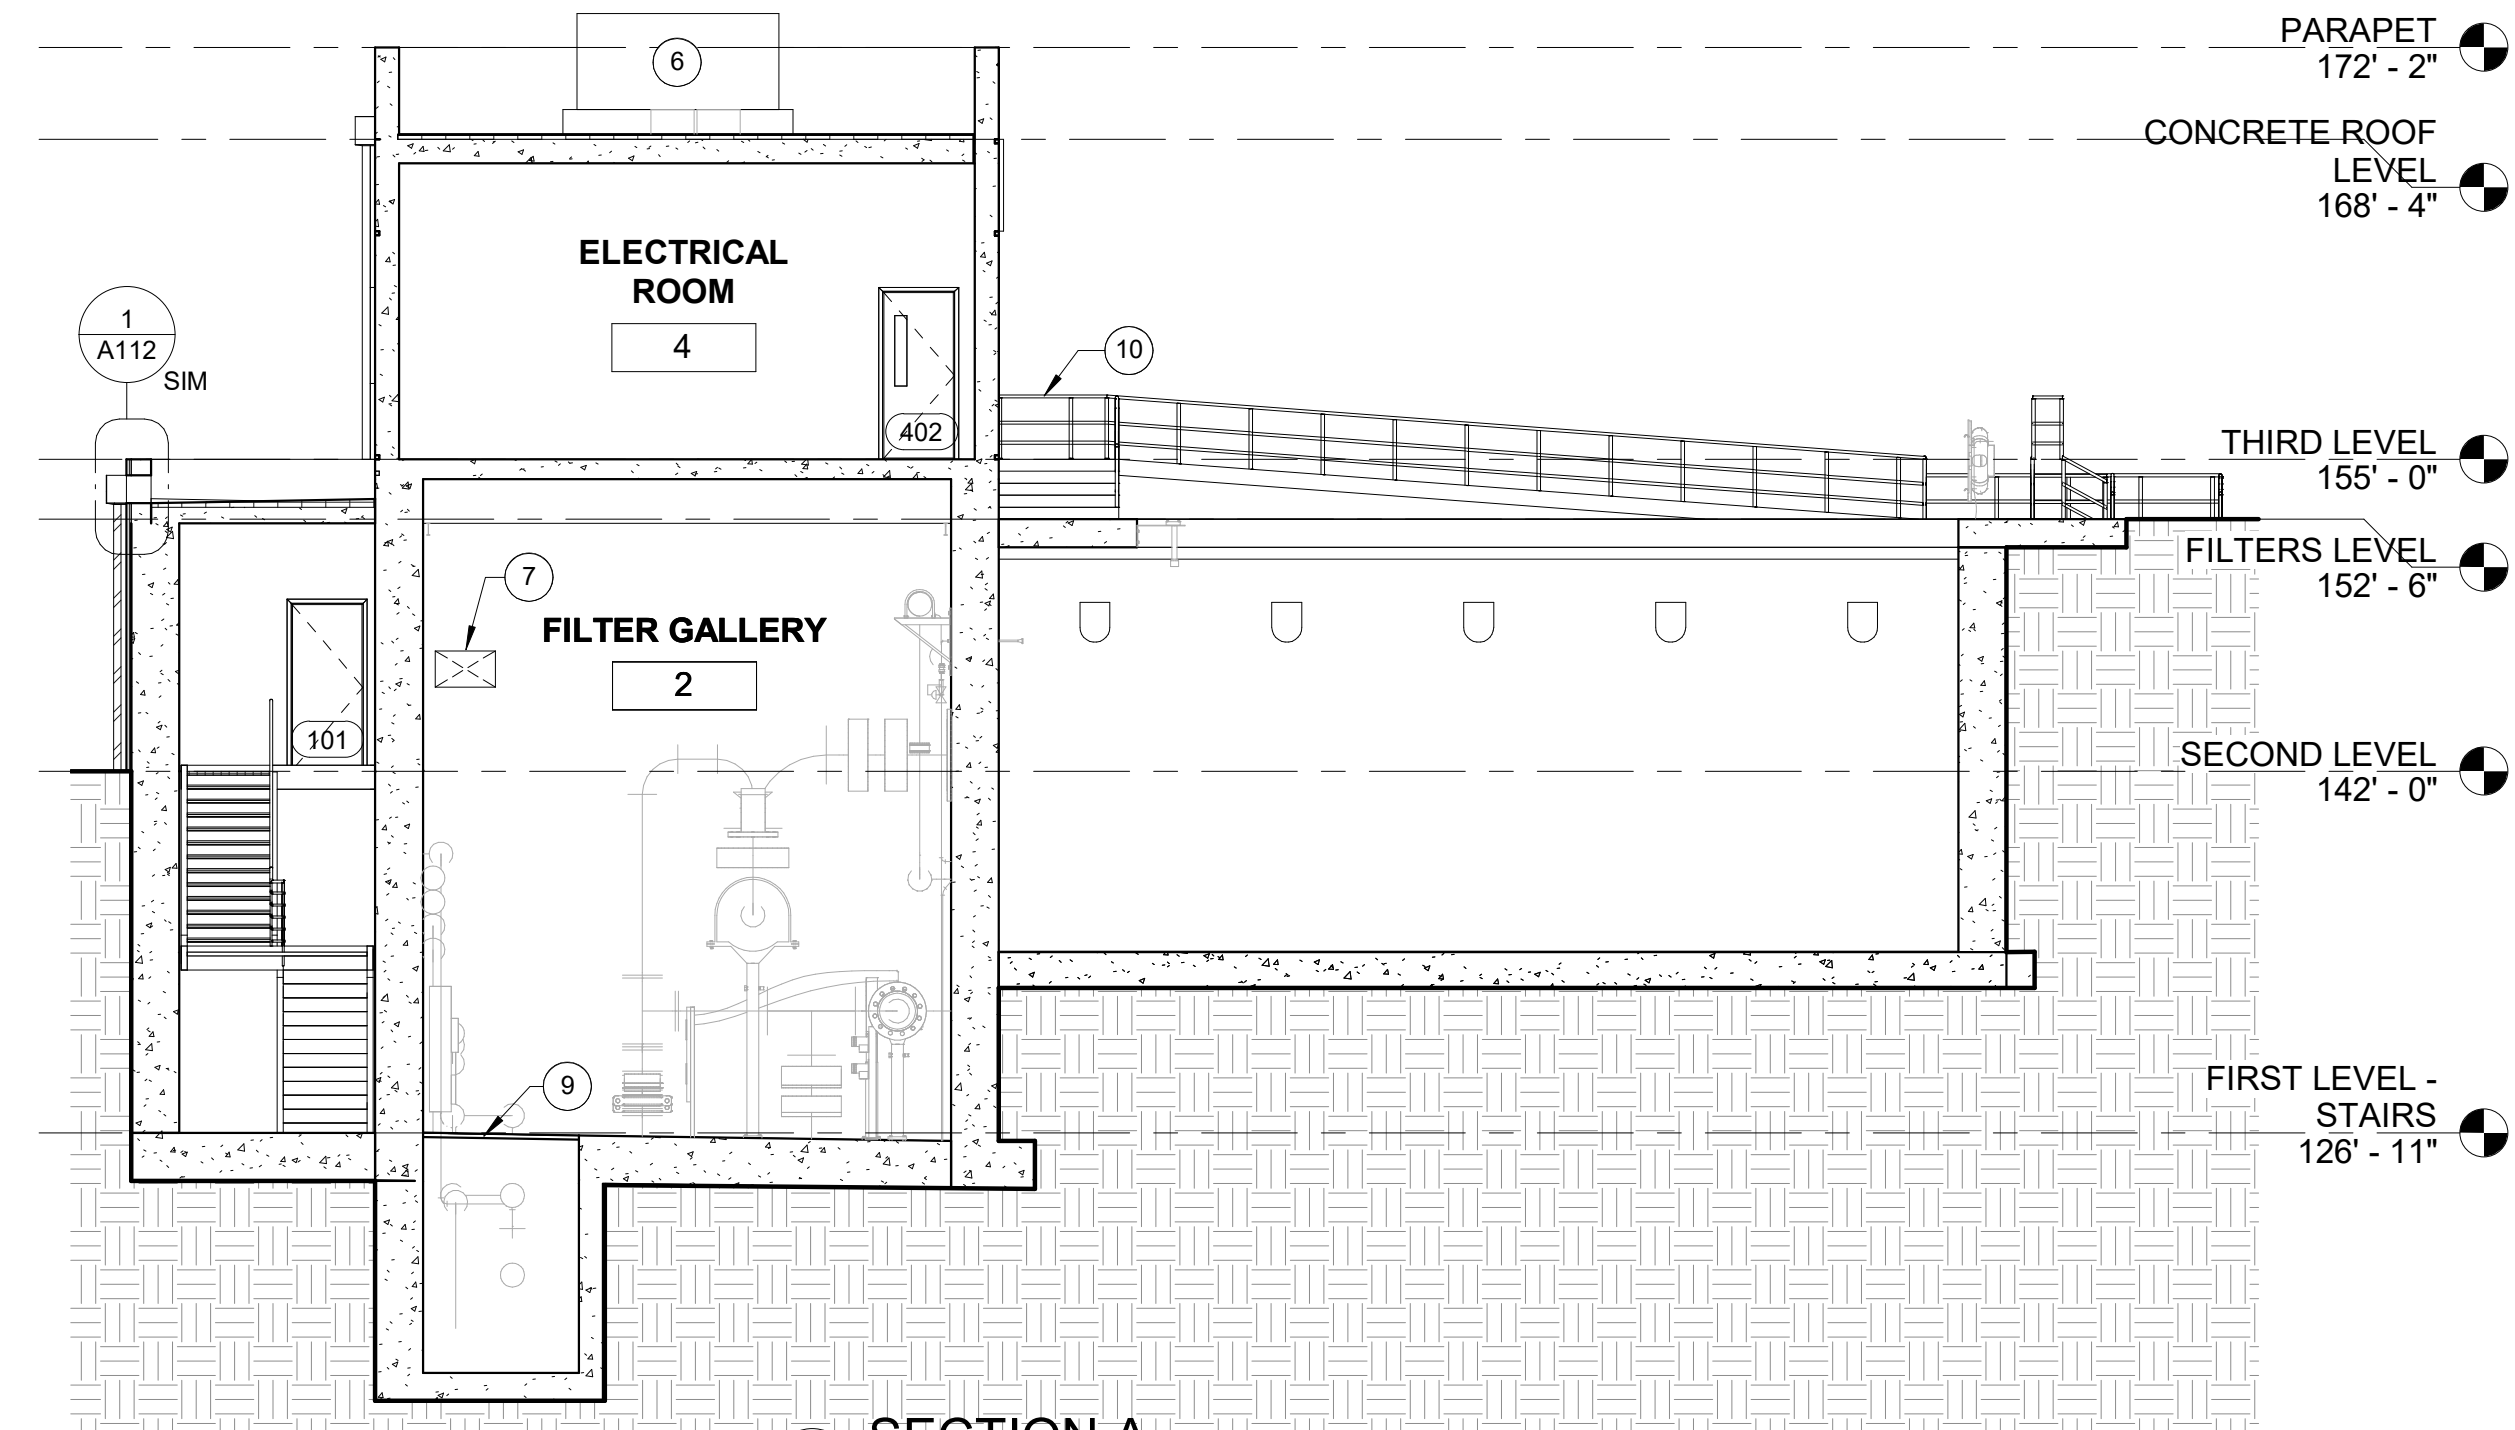 PARAPET
172' - 2"
6
CONCRETE ROOF
LEVEL
168' - 4"
ELECTRICAL
ROOM
4
1
A112
SIM
10
402
THIRD LEVEL
155' - 0"
FILTERS LEVEL
152' - 6"
7
FILTER GALLERY
2
101
SECOND LEVEL
142' - 0"
9
FIRST LEVEL -
STAIRS
126' - 11"
SECTION A